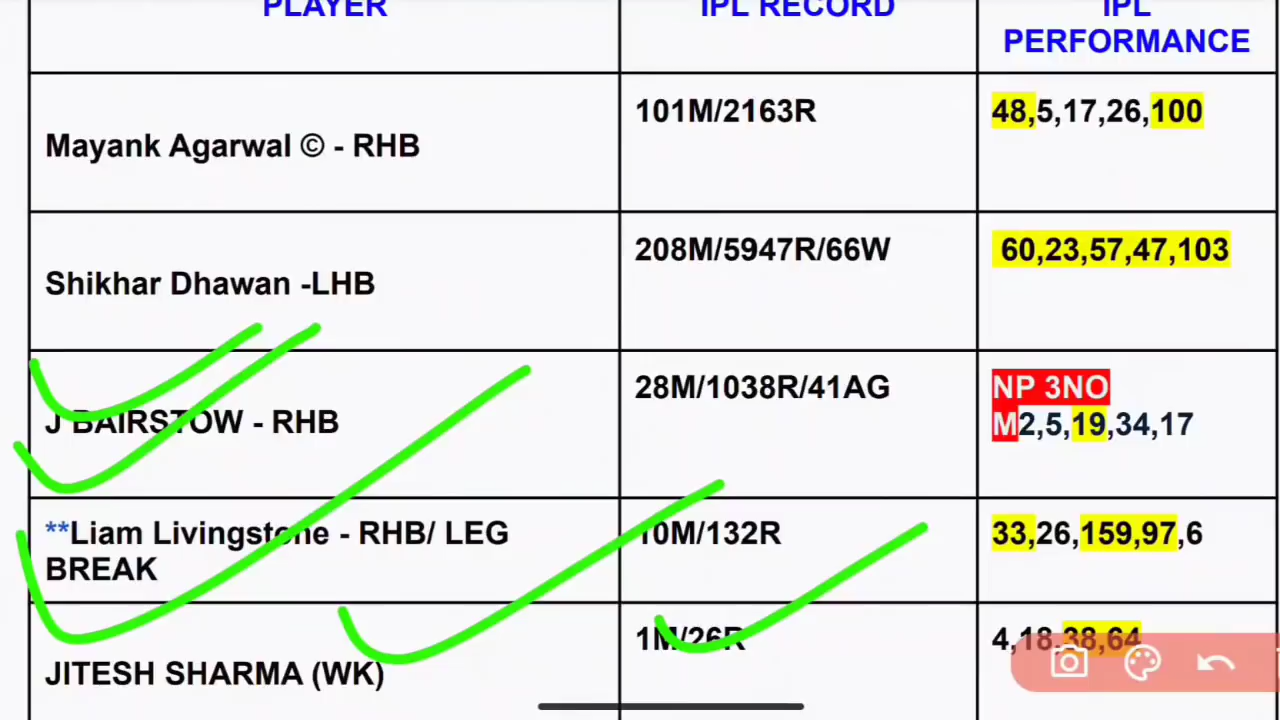 PLAYER
IPL RECORD
IPL
PERFORMANCE
Mayank Agarwal © - RHB
101M/2163R
48,5,17,26,100
Shikhar Dhawan -LHB
208M/5947R/66W
60,23,57,47,103
J BAIRSTOW - RHB
28M/1038R/41AG
NP 3NO
M2,5,19,34,17
**Liam Livingstone - RHB/ LEG
BREAK
10M/132R
33,26,159,97,6
JITESH SHARMA (WK)
1M/26R
4,18,38,64